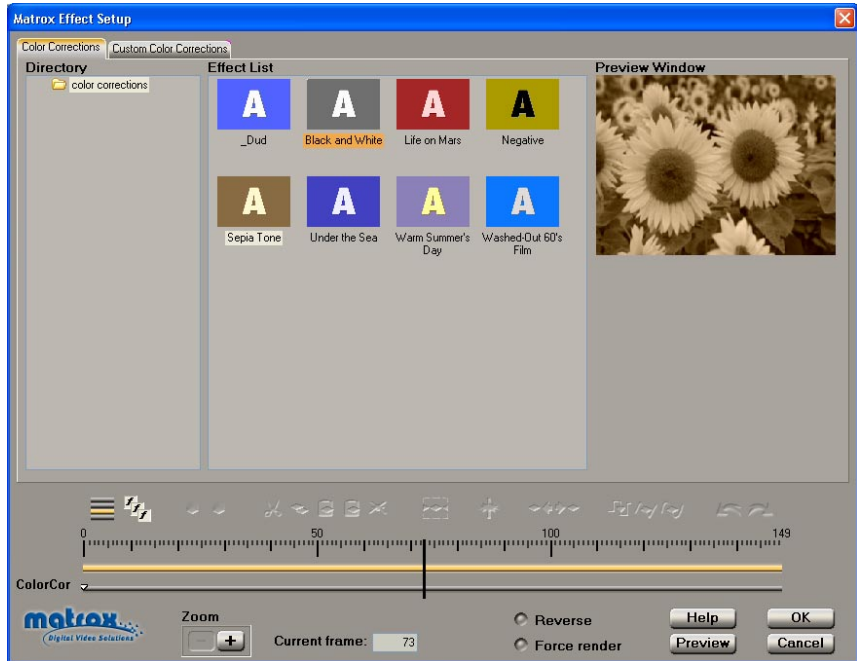 Matrox Effect Setup
Color Corrections Custom Color Corrections
Directory
color corrections
Effect List
A A A A
_Dud Black and White Life on Mars Negative
A A A A
Sepia Tone Under the Sea Warm Summer's Day Washed-Out 60's Film
Preview Window
0 50 100 149
ColorCor
matrox
Digital Video Solutions
Zoom
- +
Current frame: 73
Reverse
Force render
Help OK
Preview Cancel